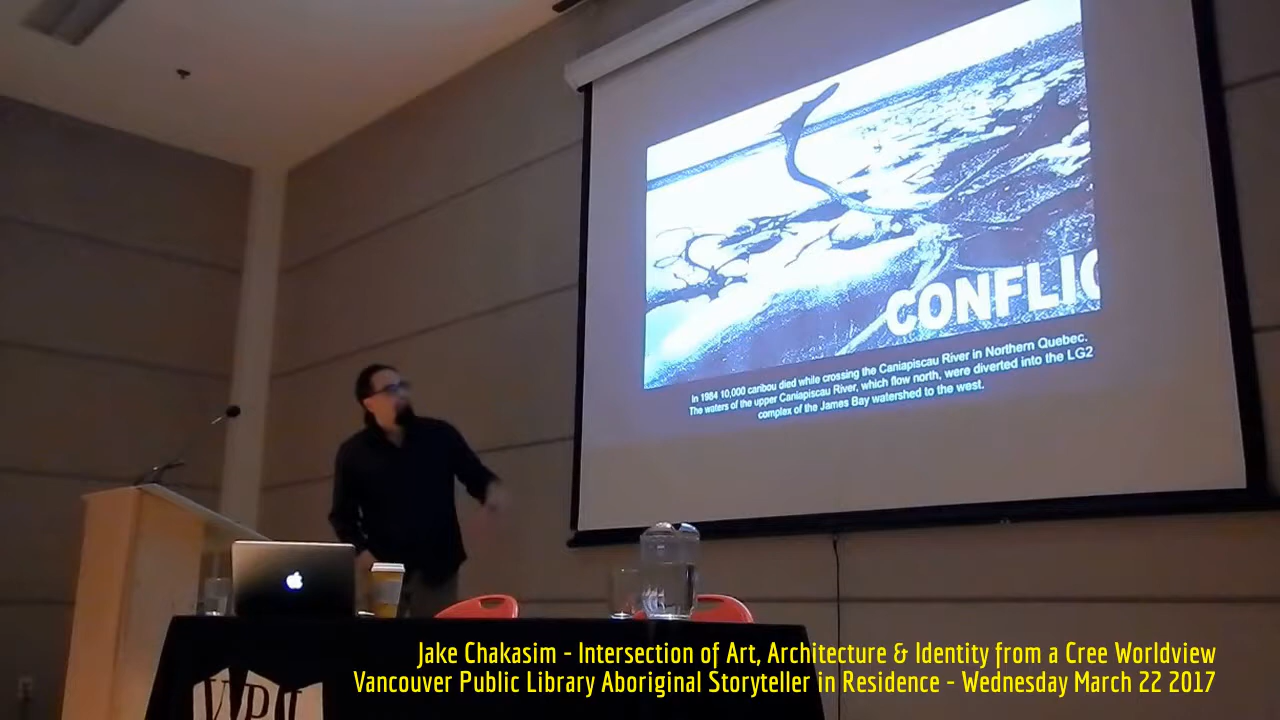 CONFLIC
In 1984 10,000 caribou died while crossing the Caniapiscau River in Northern Quebec.
The waters of the upper Caniapiscau River, which flow north, were diverted into the LG2
complex of the James Bay watershed to the west.
VPL
Jake Chakasim - Intersection of Art, Architecture & Identity from a Cree Worldview
Vancouver Public Library Aboriginal Storyteller in Residence - Wednesday March 22 2017